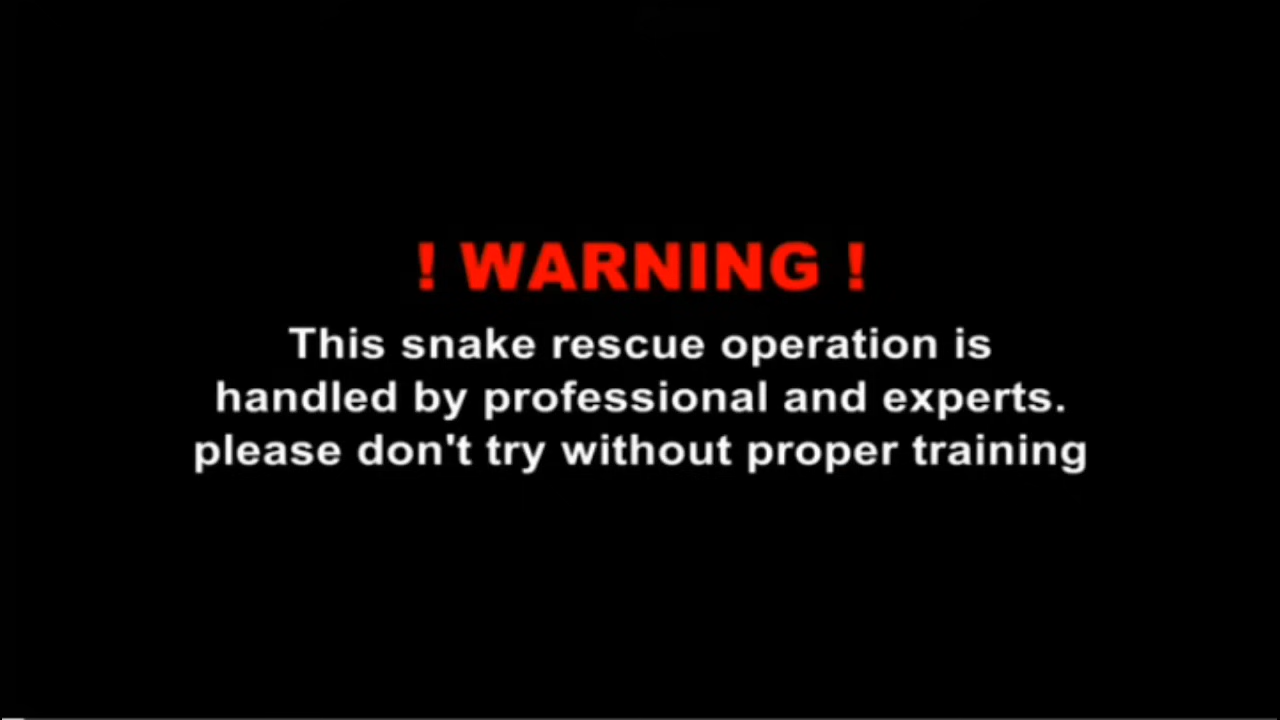 ! WARNING !
This snake rescue operation is
handled by professional and experts.
please don't try without proper training